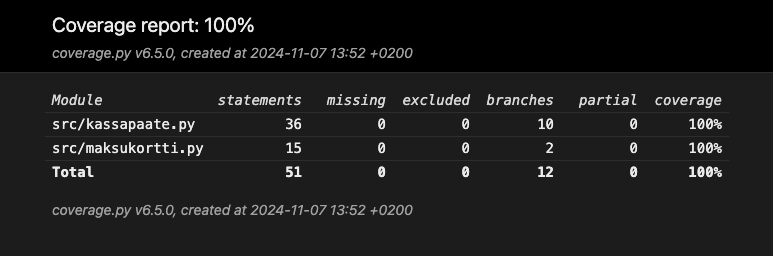 Coverage report: 100%
coverage.py v6.5.0, created at 2024-11-07 13:52 +0200
Module statements missing excluded branches partial coverage
src/kassapaate.py 36 0 0 10 0 100%
src/maksukortti.py 15 0 0 2 0 100%
Total 51 0 0 12 0 100%
coverage.py v6.5.0, created at 2024-11-07 13:52 +0200